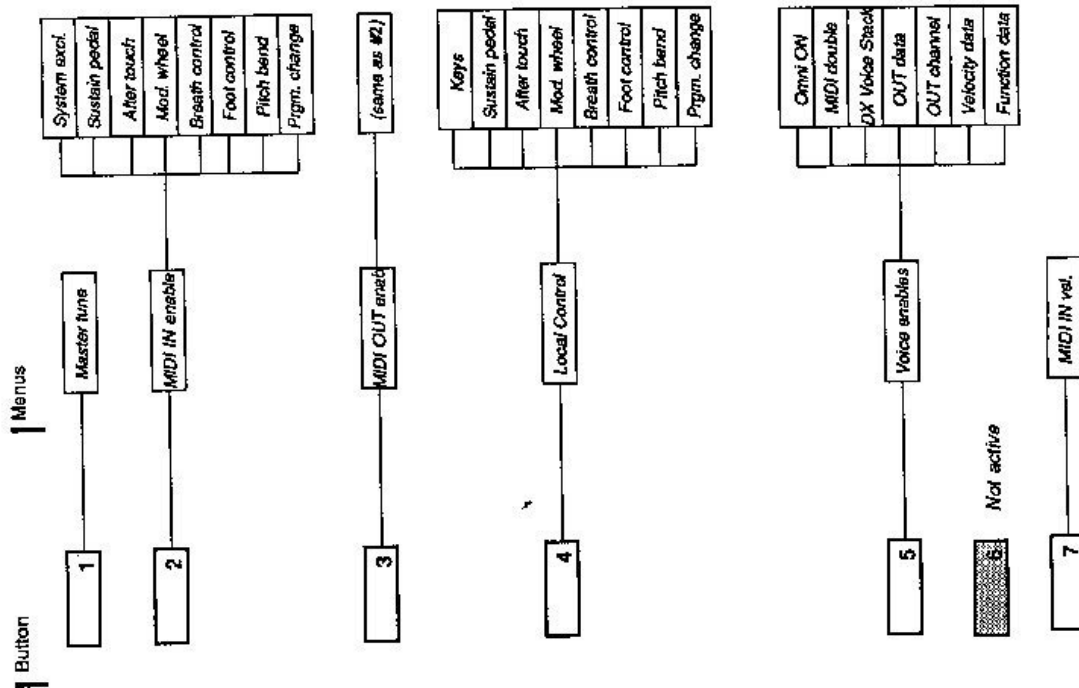 Button
Menus
1
Master tune
2
MIDI IN enable
System excl.
Sustain pedal
After touch
Mod. wheel
Breath control
Foot control
Pitch bend
Prgm. change
3
MIDI OUT enab
(same as #2)
4
Local Control
Keys
Sustain pedal
After touch
Mod. wheel
Breath control
Foot control
Pitch bend
Prgm. change
5
Voice enables
Omni ON
MIDI double
DX Voice Stack
OUT data
OUT channel
Velocity data
Function data
6
Not active
7
MIDI IN vel.